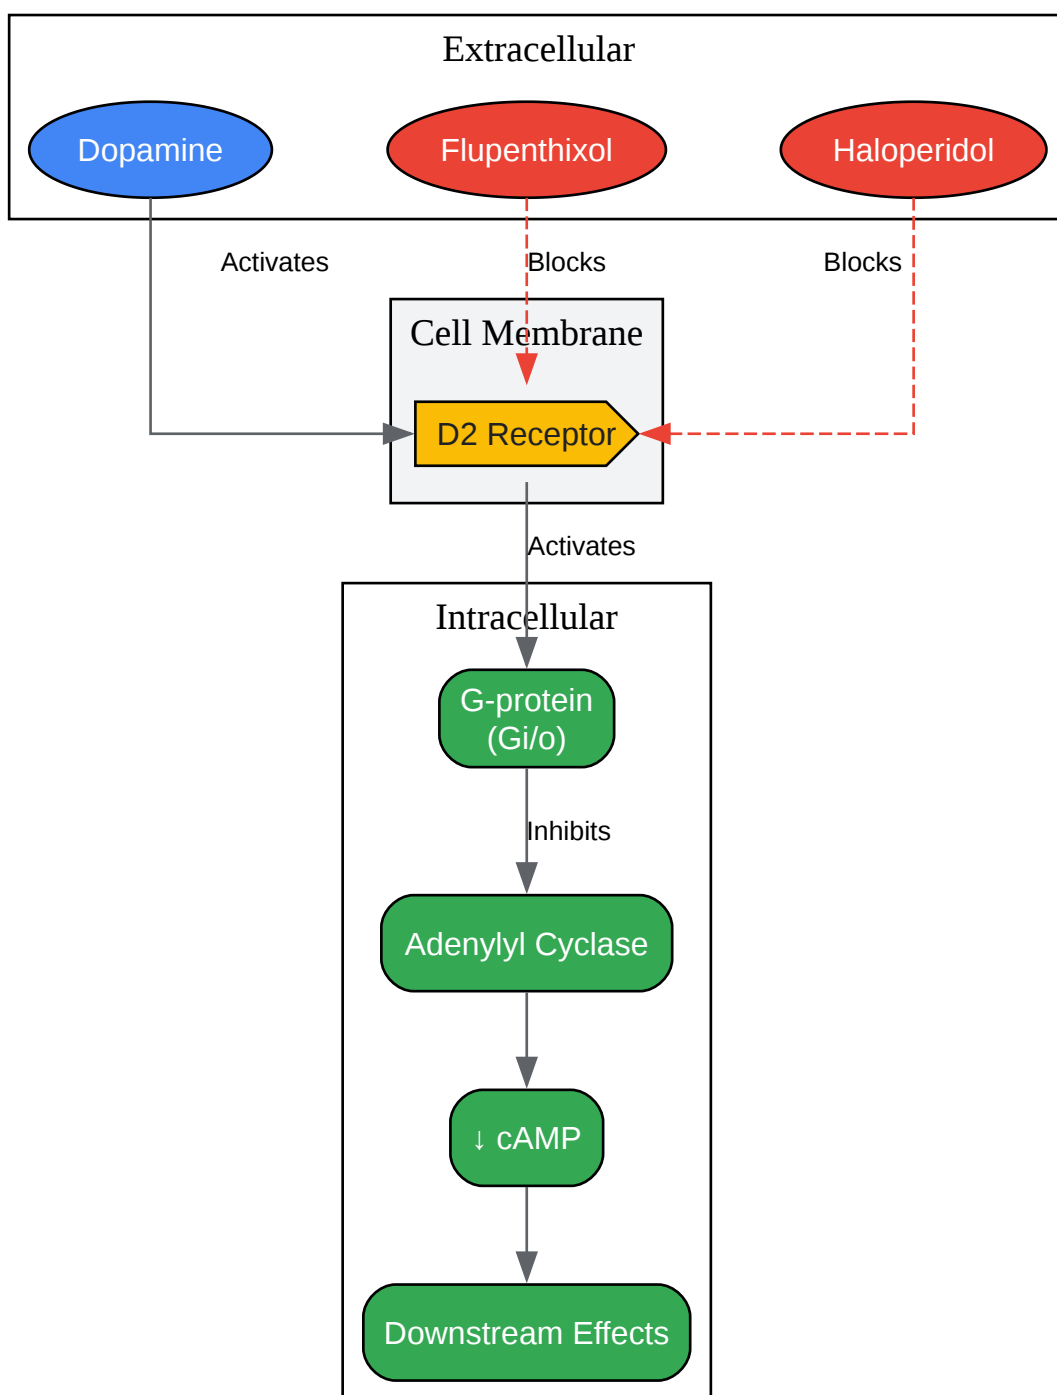 Extracellular
Dopamine
Flupenthixol
Haloperidol
Activates
Blocks
Blocks
Cell Membrane
D2 Receptor
Activates
Intracellular
G-protein
(Gi/o)
Inhibits
Adenylyl Cyclase
↓ cAMP
Downstream Effects